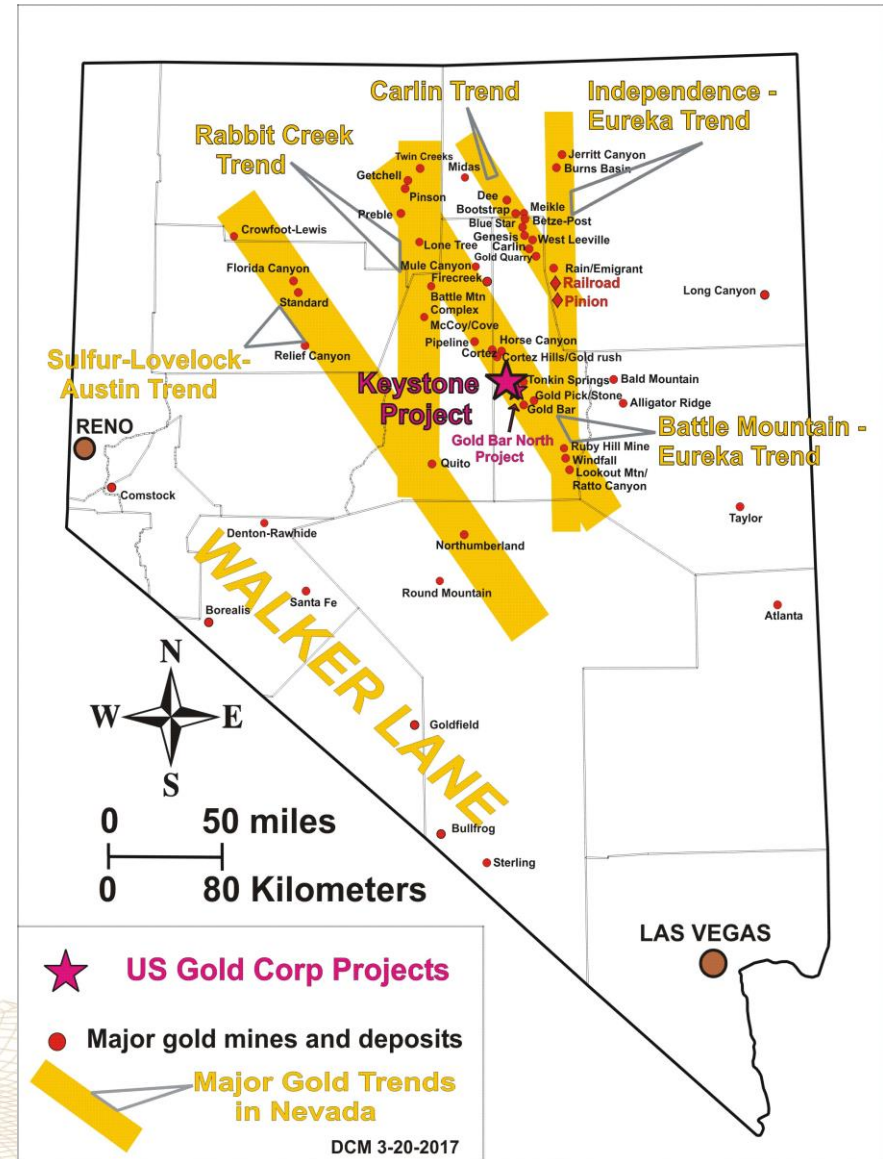 Carlin Trend
Independence -
Eureka Trend
Rabbit Creek
Trend
Twin Creeks
Midas
Jerritt Canyon
Burns Basin
Getchell
Pinson
Dee
Preble
Bootstrap
Meikle
Blue Star
Betze-Post
Crowfoot-Lewis
Genesis
West Leeville
Lone Tree
Carlin
Gold Quarry
Mule Canyon
Rain/Emigrant
Florida Canyon
Firecreek
Railroad
Battle Mtn
Complex
Standard
Pinion
Long Canyon
McCoy/Cove
Pipeline
Horse Canyon
Relief Canyon
Cortez
Cortez Hills/Gold rush
Sulfur-Lovelock-
Austin Trend
Keystone
Project
Tonkin Springs
Bald Mountain
Gold Pick/Stone
Alligator Ridge
Gold Bar
RENO
Gold Bar North
Project
Battle Mountain -
Eureka Trend
Ruby Hill Mine
Quito
Windfall
Lookout Mtn/
Ratto Canyon
Comstock
Taylor
Denton-Rawhide
Northumberland
WALKER LANE
Round Mountain
Santa Fe
Borealis
Atlanta
N
W E
S
Goldfield
0 50 miles
0 80 Kilometers
Bullfrog
Sterling
LAS VEGAS
US Gold Corp Projects
Major gold mines and deposits
Major Gold Trends
in Nevada
DCM 3-20-2017